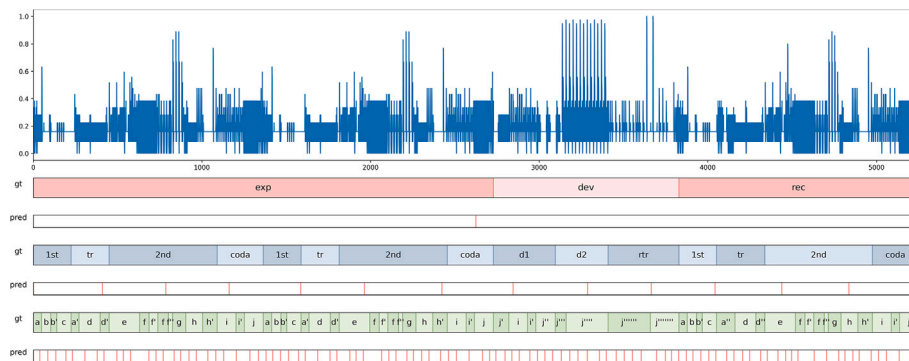 1.0
0.8
0.6
0.4
0.2
0.0
0 1000 2000 3000 4000 5000
gt exp dev rec
pred
gt 1st tr 2nd coda 1st tr 2nd coda d1 d2 rtr 1st tr 2nd coda
pred
gt a b b' c a' d d' e f f' f f'' g h h' i i' j a b b' c a' d d' e f f' f f'' g h h' i i j j' i i' j'' j''' j'''' j''''' j'''''' a b b' c a'' d d'' e f f' f f'' g h h' i i' j
pred